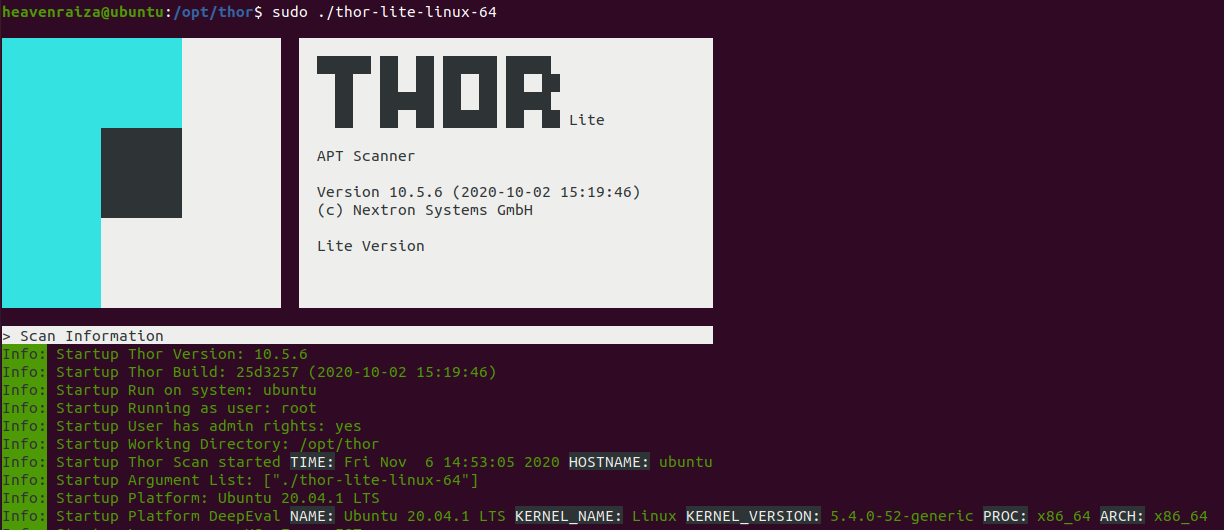 heavenraiza@ubuntu:/opt/thor$ sudo ./thor-lite-linux-64
THOR Lite
APT Scanner
Version 10.5.6 (2020-10-02 15:19:46)
(c) Nextron Systems GmbH
Lite Version
> Scan Information
Info: Startup Thor Version: 10.5.6
Info: Startup Thor Build: 25d3257 (2020-10-02 15:19:46)
Info: Startup Run on system: ubuntu
Info: Startup Running as user: root
Info: Startup User has admin rights: yes
Info: Startup Working Directory: /opt/thor
Info: Startup Thor Scan started TIME: Fri Nov  6 14:53:05 2020 HOSTNAME: ubuntu
Info: Startup Argument List: ["./thor-lite-linux-64"]
Info: Startup Platform: Ubuntu 20.04.1 LTS
Info: Startup Platform DeepEval NAME: Ubuntu 20.04.1 LTS KERNEL_NAME: Linux KERNEL_VERSION: 5.4.0-52-generic PROC: x86_64 ARCH: x86_64